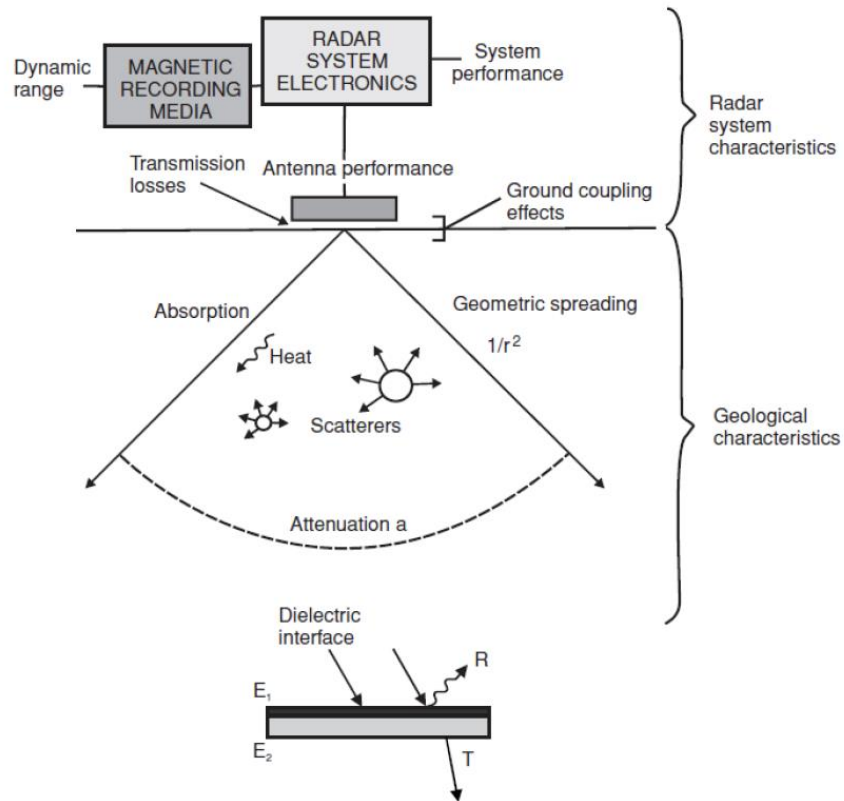 Dynamic
range
MAGNETIC
RECORDING
MEDIA
RADAR
SYSTEM
ELECTRONICS
System
performance
Radar
system
characteristics
Transmission
losses
Antenna performance
Ground coupling
effects
Absorption
Geometric spreading
1/r²
Heat
Scatterers
Geological
characteristics
Attenuation a
Dielectric
interface
R
E₁
E₂
T